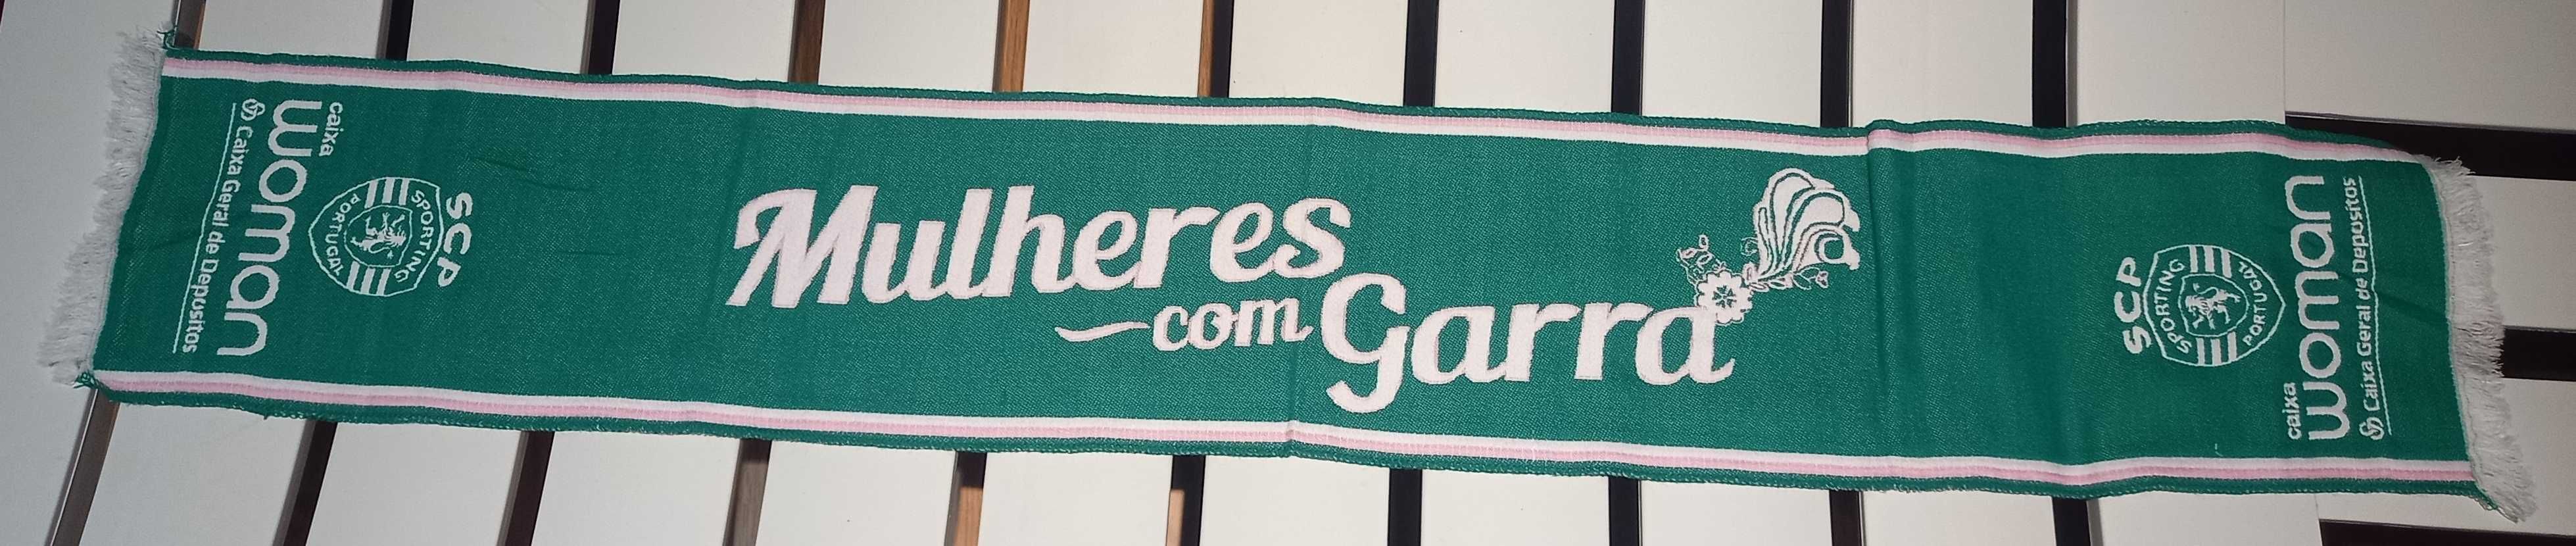 caixa
woman
Caixa Geral de Depositos
SCP
SPORTING
PORTUGAL
Mulheres
com Garra
SCP
SPORTING
PORTUGAL
caixa
woman
Caixa Geral de Depositos